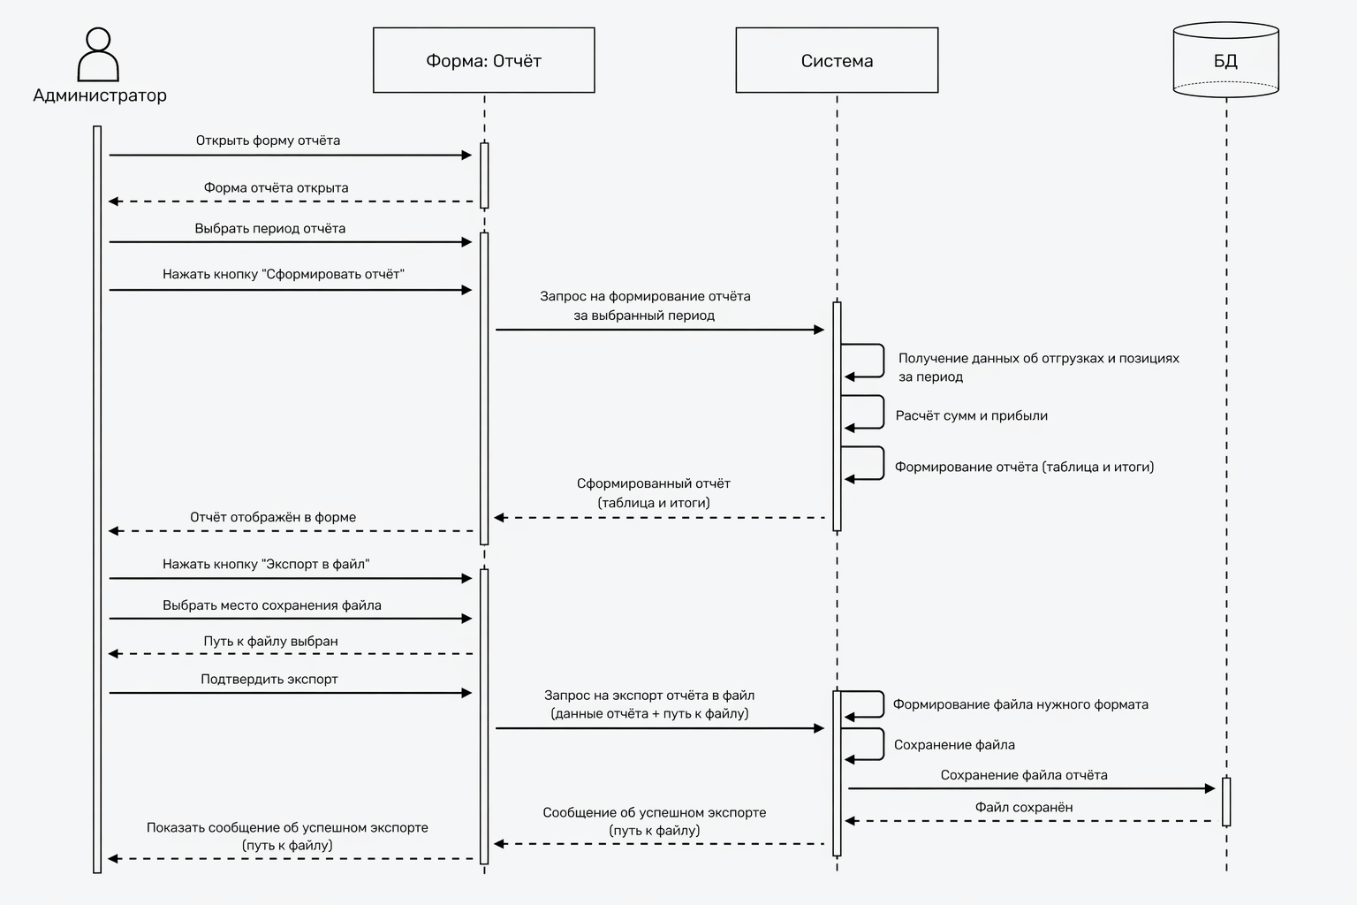 Администратор
Форма: Отчёт
Система
БД
Открыть форму отчёта
Форма отчёта открыта
Выбрать период отчёта
Нажать кнопку "Сформировать отчёт"
Запрос на формирование отчёта
за выбранный период
Получение данных об отгрузках и позициях
за период
Расчёт сумм и прибыли
Формирование отчёта (таблица и итоги)
Сформированный отчёт
(таблица и итоги)
Отчёт отображён в форме
Нажать кнопку "Экспорт в файл"
Выбрать место сохранения файла
Путь к файлу выбран
Подтвердить экспорт
Запрос на экспорт отчёта в файл
(данные отчёта + путь к файлу)
Формирование файла нужного формата
Сохранение файла
Сохранение файла отчёта
Файл сохранён
Сообщение об успешном экспорте
(путь к файлу)
Показать сообщение об успешном экспорте
(путь к файлу)